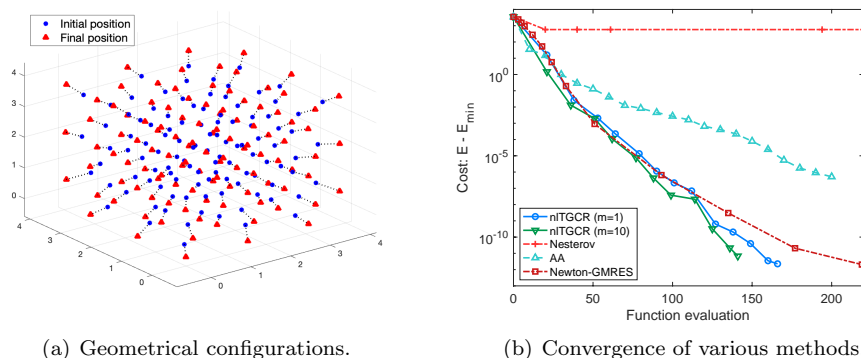 Initial position
Final position
4
3
2
1
0
4
3
2
1
0
0
1
2
3
4
(a) Geometrical configurations.
Cost: E - E_min
10^0
10^-5
10^-10
0
50
100
150
200
Function evaluation
nlTGCR (m=1)
nlTGCR (m=10)
Nesterov
AA
Newton-GMRES
(b) Convergence of various methods